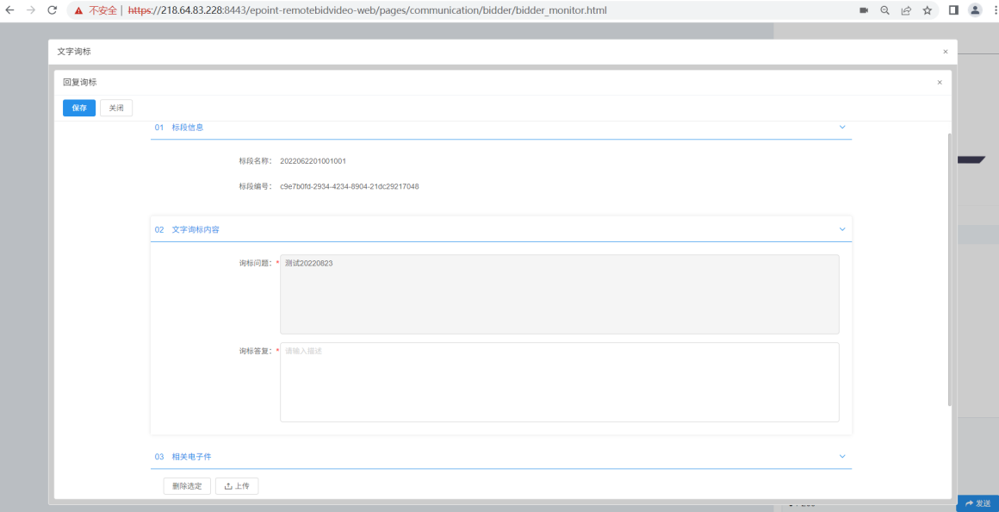 不安全 | https://218.64.83.228:8443/epoint-remotebidvideo-web/pages/communication/bidder/bidder_monitor.html
文字询标 ×
回复询标 ×
保存 关闭
01 标段信息
标段名称: 2022062201001001
标段编号: c9e7b0fd-2934-4234-8904-21dc29217048
02 文字询标内容
询标问题: * 测试20220823
询标答复: * 请输入描述
03 相关电子件
删除选定 上传
发送